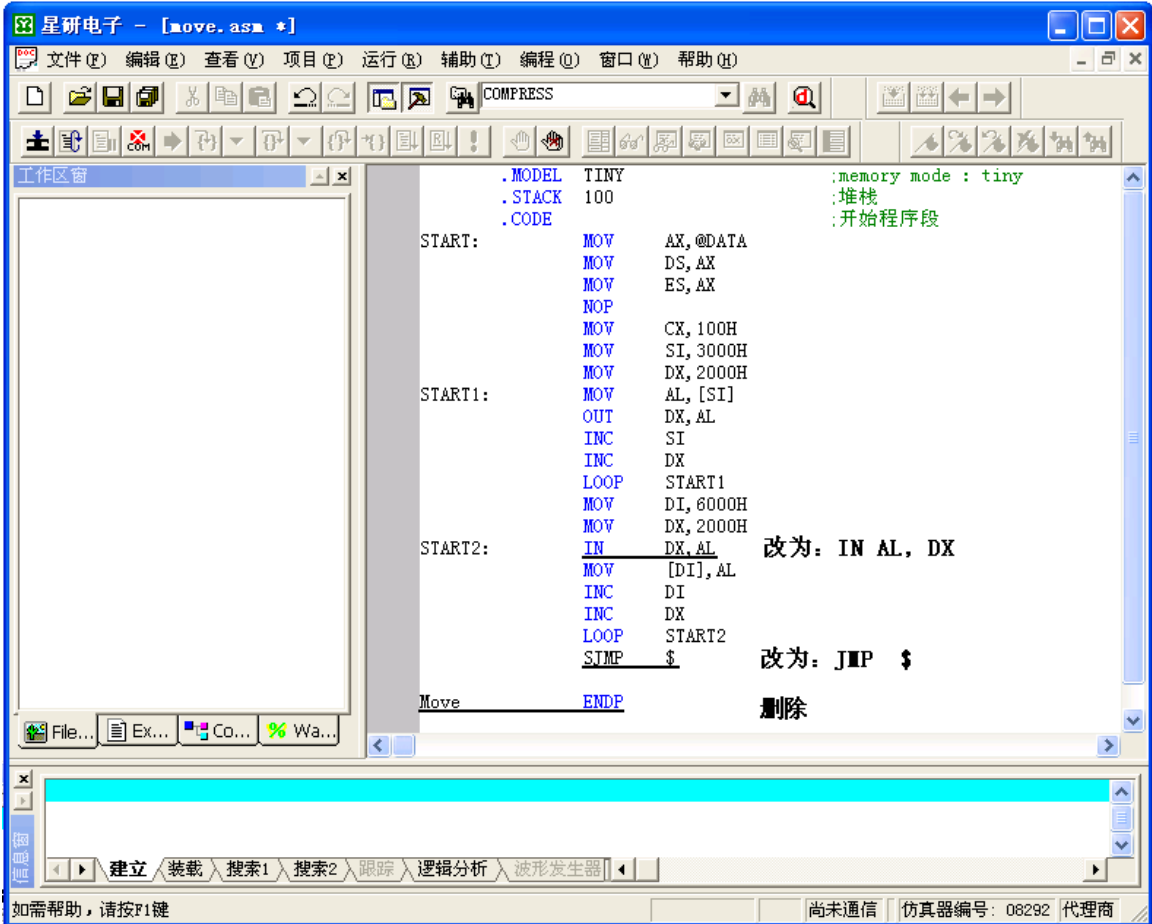 星研电子 - [move.asm *]
文件(F) 编辑(E) 查看(V) 项目(P) 运行(R) 辅助(T) 编程(O) 窗口(W) 帮助(H)
COMPRESS
工作区窗
.MODEL TINY ;memory mode : tiny
.STACK 100 ;堆栈
.CODE ;开始程序段
START: MOV AX,@DATA
MOV DS,AX
MOV ES,AX
NOP
MOV CX,100H
MOV SI,3000H
MOV DX,2000H
START1: MOV AL,[SI]
OUT DX,AL
INC SI
INC DX
LOOP START1
MOV DI,6000H
MOV DX,2000H
START2: IN DX,AL 改为: IN AL, DX
MOV [DI],AL
INC DI
INC DX
LOOP START2
SJMP $ 改为: JMP $
Move ENDP 删除
File... Ex... Co... Wa...
信息窗
建立 装载 搜索1 搜索2 跟踪 逻辑分析 波形发生器
如需帮助，请按F1键 尚未通信 仿真器编号: 08292 代理商